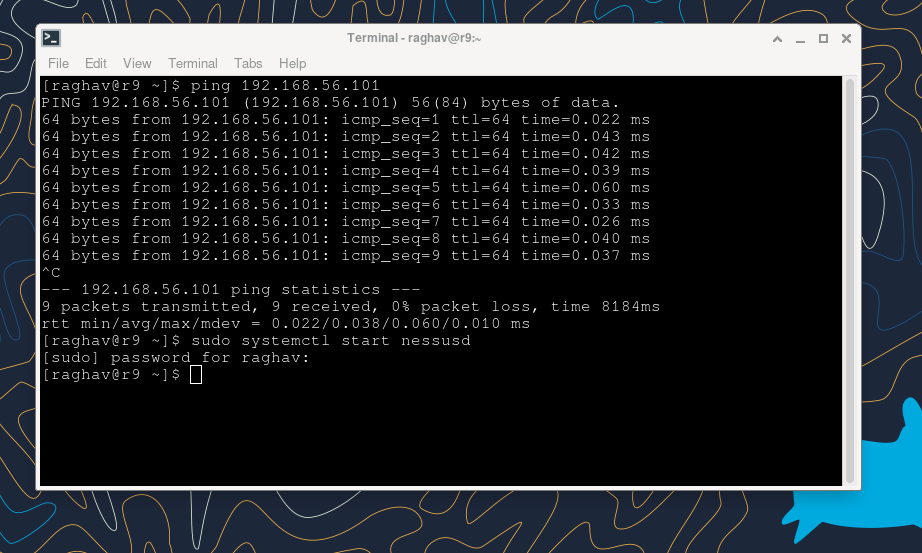 Terminal - raghav@r9:~
File Edit View Terminal Tabs Help
[raghav@r9 ~]$ ping 192.168.56.101
PING 192.168.56.101 (192.168.56.101) 56(84) bytes of data.
64 bytes from 192.168.56.101: icmp_seq=1 ttl=64 time=0.022 ms
64 bytes from 192.168.56.101: icmp_seq=2 ttl=64 time=0.043 ms
64 bytes from 192.168.56.101: icmp_seq=3 ttl=64 time=0.042 ms
64 bytes from 192.168.56.101: icmp_seq=4 ttl=64 time=0.039 ms
64 bytes from 192.168.56.101: icmp_seq=5 ttl=64 time=0.060 ms
64 bytes from 192.168.56.101: icmp_seq=6 ttl=64 time=0.033 ms
64 bytes from 192.168.56.101: icmp_seq=7 ttl=64 time=0.026 ms
64 bytes from 192.168.56.101: icmp_seq=8 ttl=64 time=0.040 ms
64 bytes from 192.168.56.101: icmp_seq=9 ttl=64 time=0.037 ms
^C
--- 192.168.56.101 ping statistics ---
9 packets transmitted, 9 received, 0% packet loss, time 8184ms
rtt min/avg/max/mdev = 0.022/0.038/0.060/0.010 ms
[raghav@r9 ~]$ sudo systemctl start nessusd
[sudo] password for raghav:
[raghav@r9 ~]$